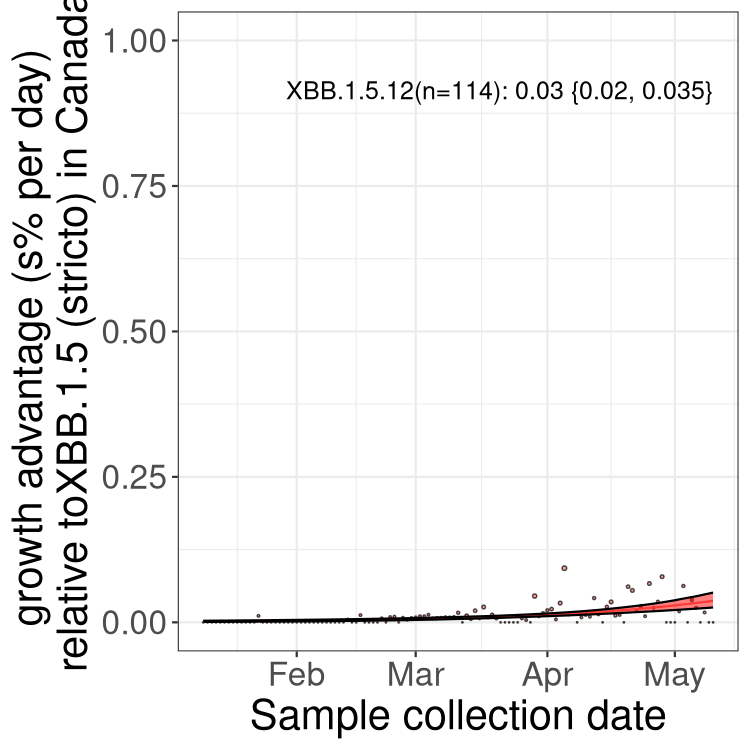 growth advantage (s% per day)
relative toXBB.1.5 (stricto) in Canada
1.00
0.75
0.50
0.25
0.00
XBB.1.5.12(n=114): 0.03 {0.02, 0.035}
Feb Mar Apr May
Sample collection date